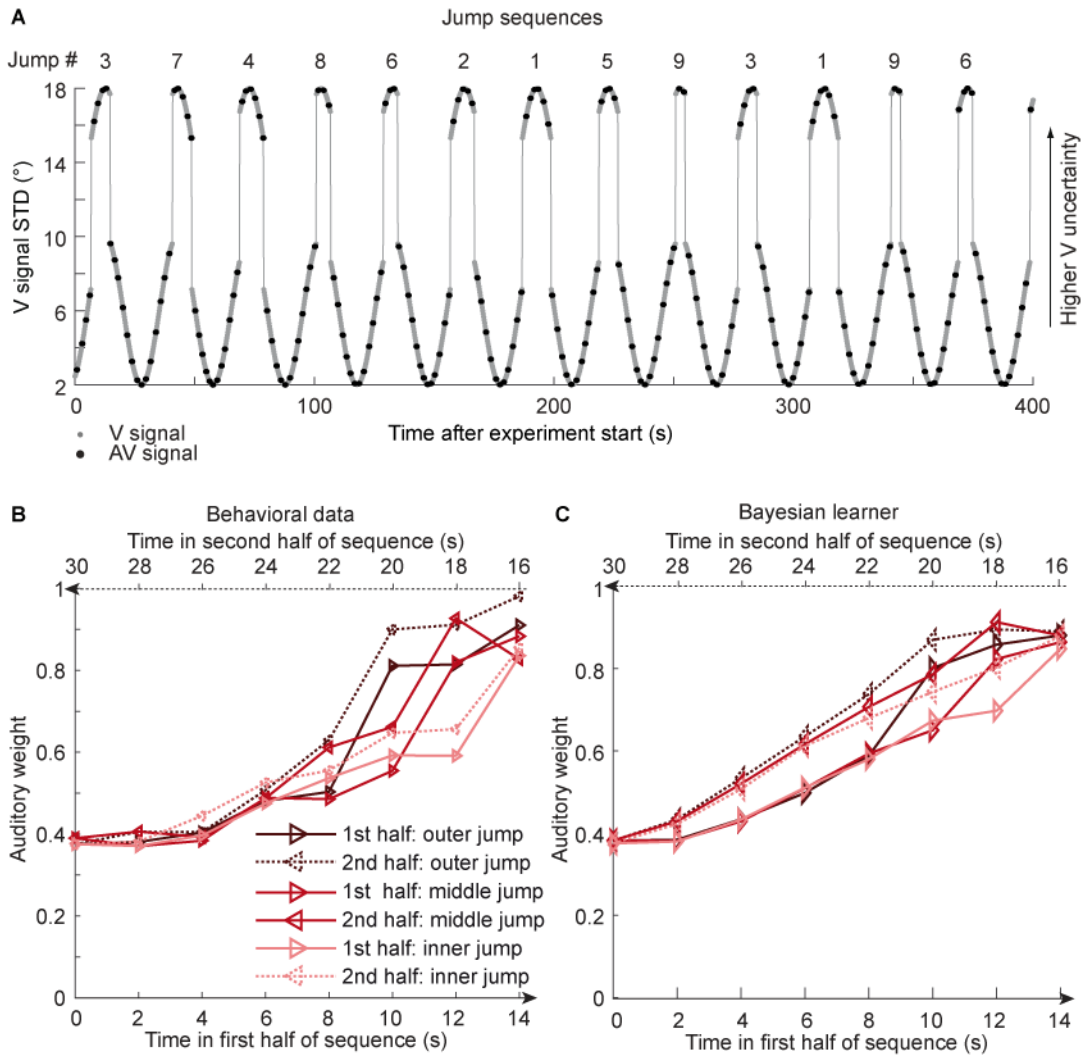 A
Jump sequences
Jump # 3 7 4 8 6 2 1 5 9 3 1 9 6
18
14
10
6
2
V signal STD (°)
Higher V uncertainty
0 100 200 300 400
Time after experiment start (s)
V signal
AV signal
B
Behavioral data
Time in second half of sequence (s)
30 28 26 24 22 20 18 16
1
0.8
0.6
0.4
0.2
0
Auditory weight
1st half: outer jump
2nd half: outer jump
1st half: middle jump
2nd half: middle jump
1st half: inner jump
2nd half: inner jump
0 2 4 6 8 10 12 14
Time in first half of sequence (s)
C
Bayesian learner
Time in second half of sequence (s)
30 28 26 24 22 20 18 16
1
0.8
0.6
0.4
0.2
0
Auditory weight
0 2 4 6 8 10 12 14
Time in first half of sequence (s)